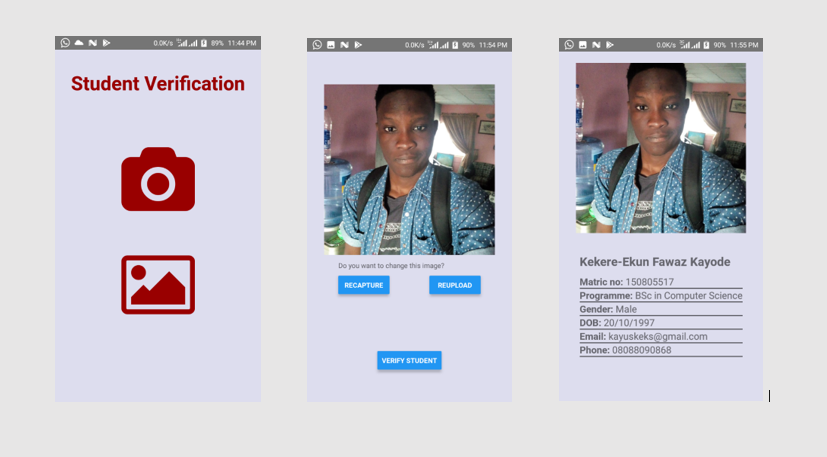 0.0K/s 89% 11:44 PM
Student Verification
0.0K/s 90% 11:54 PM
Do you want to change this image?
RECAPTURE REUPLOAD
VERIFY STUDENT
0.0K/s 90% 11:55 PM
Kekere-Ekun Fawaz Kayode
Matric no: 150805517
Programme: BSc in Computer Science
Gender: Male
DOB: 20/10/1997
Email: kayuskeks@gmail.com
Phone: 08088090868